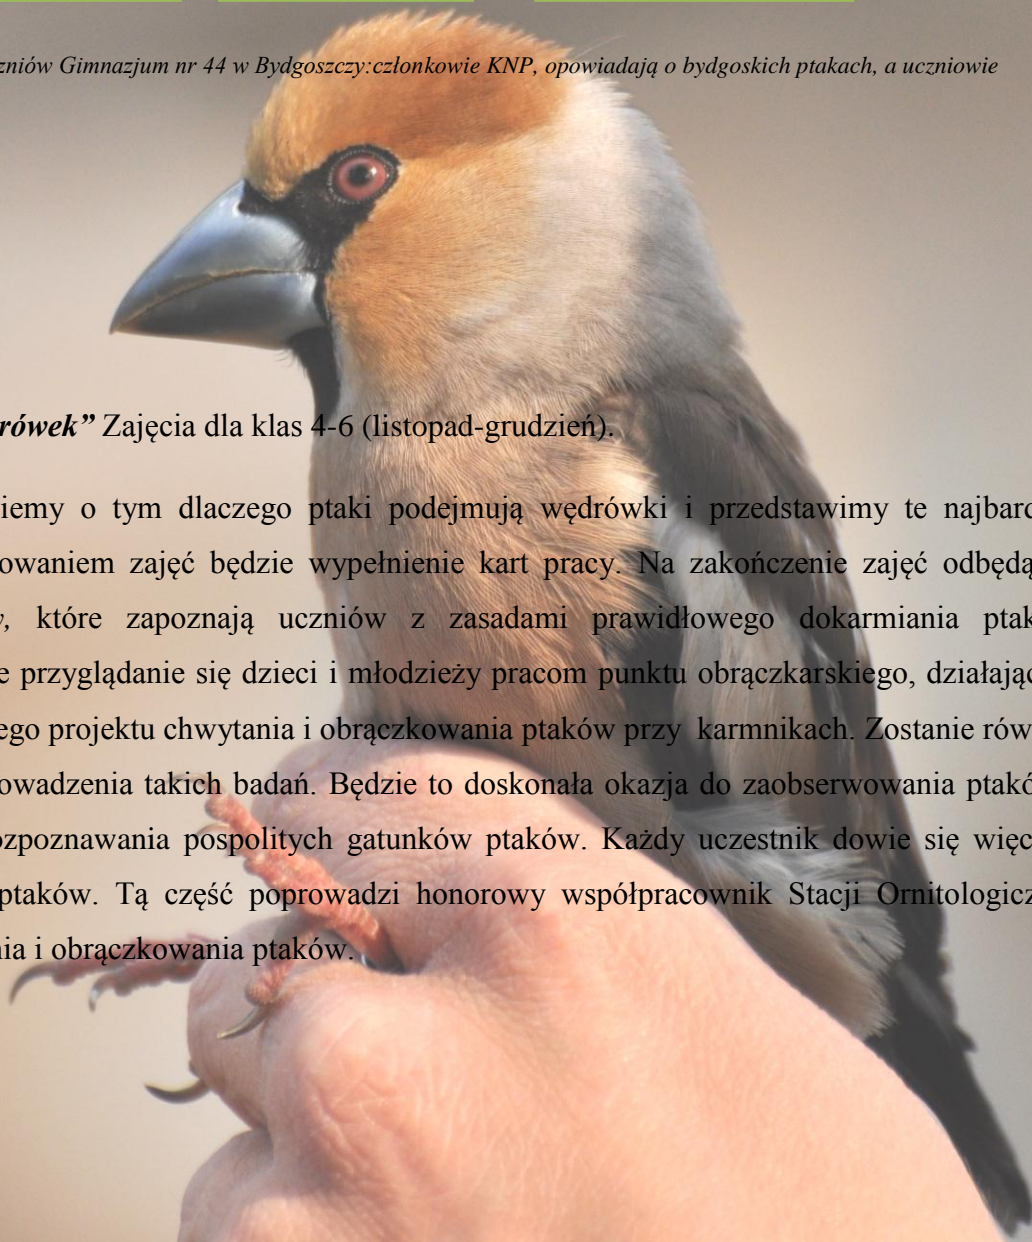 zniów Gimnazjum nr 44 w Bydgoszczy:członkowie KNP, opowiadają o bydgoskich ptakach, a uczniowie
rówek” Zajęcia dla klas 4-6 (listopad-grudzień).
iemy o tym dlaczego ptaki podejmują wędrówki i przedstawimy te najbard
owaniem zajęć będzie wypełnienie kart pracy. Na zakończenie zajęć odbędą
y, które zapoznają uczniów z zasadami prawidłowego dokarmiania ptak
e przyglądanie się dzieci i młodzieży pracom punktu obrączkarskiego, działając
ego projektu chwytania i obrączkowania ptaków przy karmnikach. Zostanie rów
owadzenia takich badań. Będzie to doskonała okazja do zaobserwowania ptakó
ozpoznawania pospolitych gatunków ptaków. Każdy uczestnik dowie się więc
ptaków. Tą część poprowadzi honorowy współpracownik Stacji Ornitologicz
nia i obrączkowania ptaków.